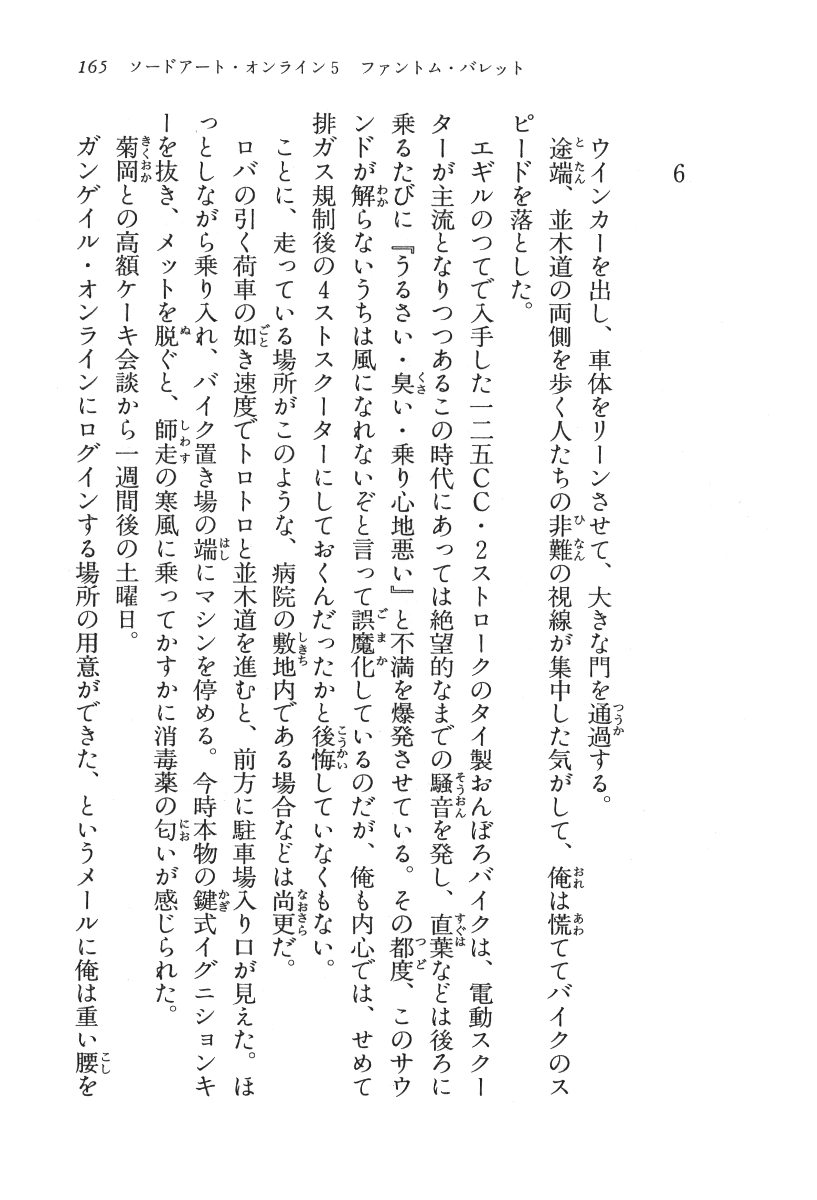 165　ソードアート・オンライン5　ファントム・バレット
6
　ウインカーを出し、車体をリーンさせて、大きな門を通過する。
　途端、並木道の両側を歩く人たちの非難の視線が集中した気がして、俺は慌ててバイクのス
ピードを落とした。
　エギルのつてで入手した一二五CC・2ストロークのタイ製おんぼろバイクは、電動スクー
ターが主流となりつつあるこの時代にあっては絶望的なまでの騒音を発し、直葉などは後ろに
乗るたびに『うるさい・臭い・乗り心地悪い』と不満を爆発させている。その都度、このサウ
ンドが解らないうちは風になれないぞと言って誤魔化しているのだが、俺も内心では、せめて
排ガス規制後の4ストスクーターにしておくんだったかと後悔していなくもない。
　ことに、走っている場所がこのような、病院の敷地内である場合などは尚更だ。
　ロバの引く荷車の如き速度でトロトロと並木道を進むと、前方に駐車場入り口が見えた。ほ
っとしながら乗り入れ、バイク置き場の端にマシンを停める。今時本物の鍵式イグニションキ
ーを抜き、メットを脱ぐと、師走の寒風に乗ってかすかに消毒薬の匂いが感じられた。
　菊岡との高額ケーキ会談から一週間後の土曜日。
　ガンゲイル・オンラインにログインする場所の用意ができた、というメールに俺は重い腰を